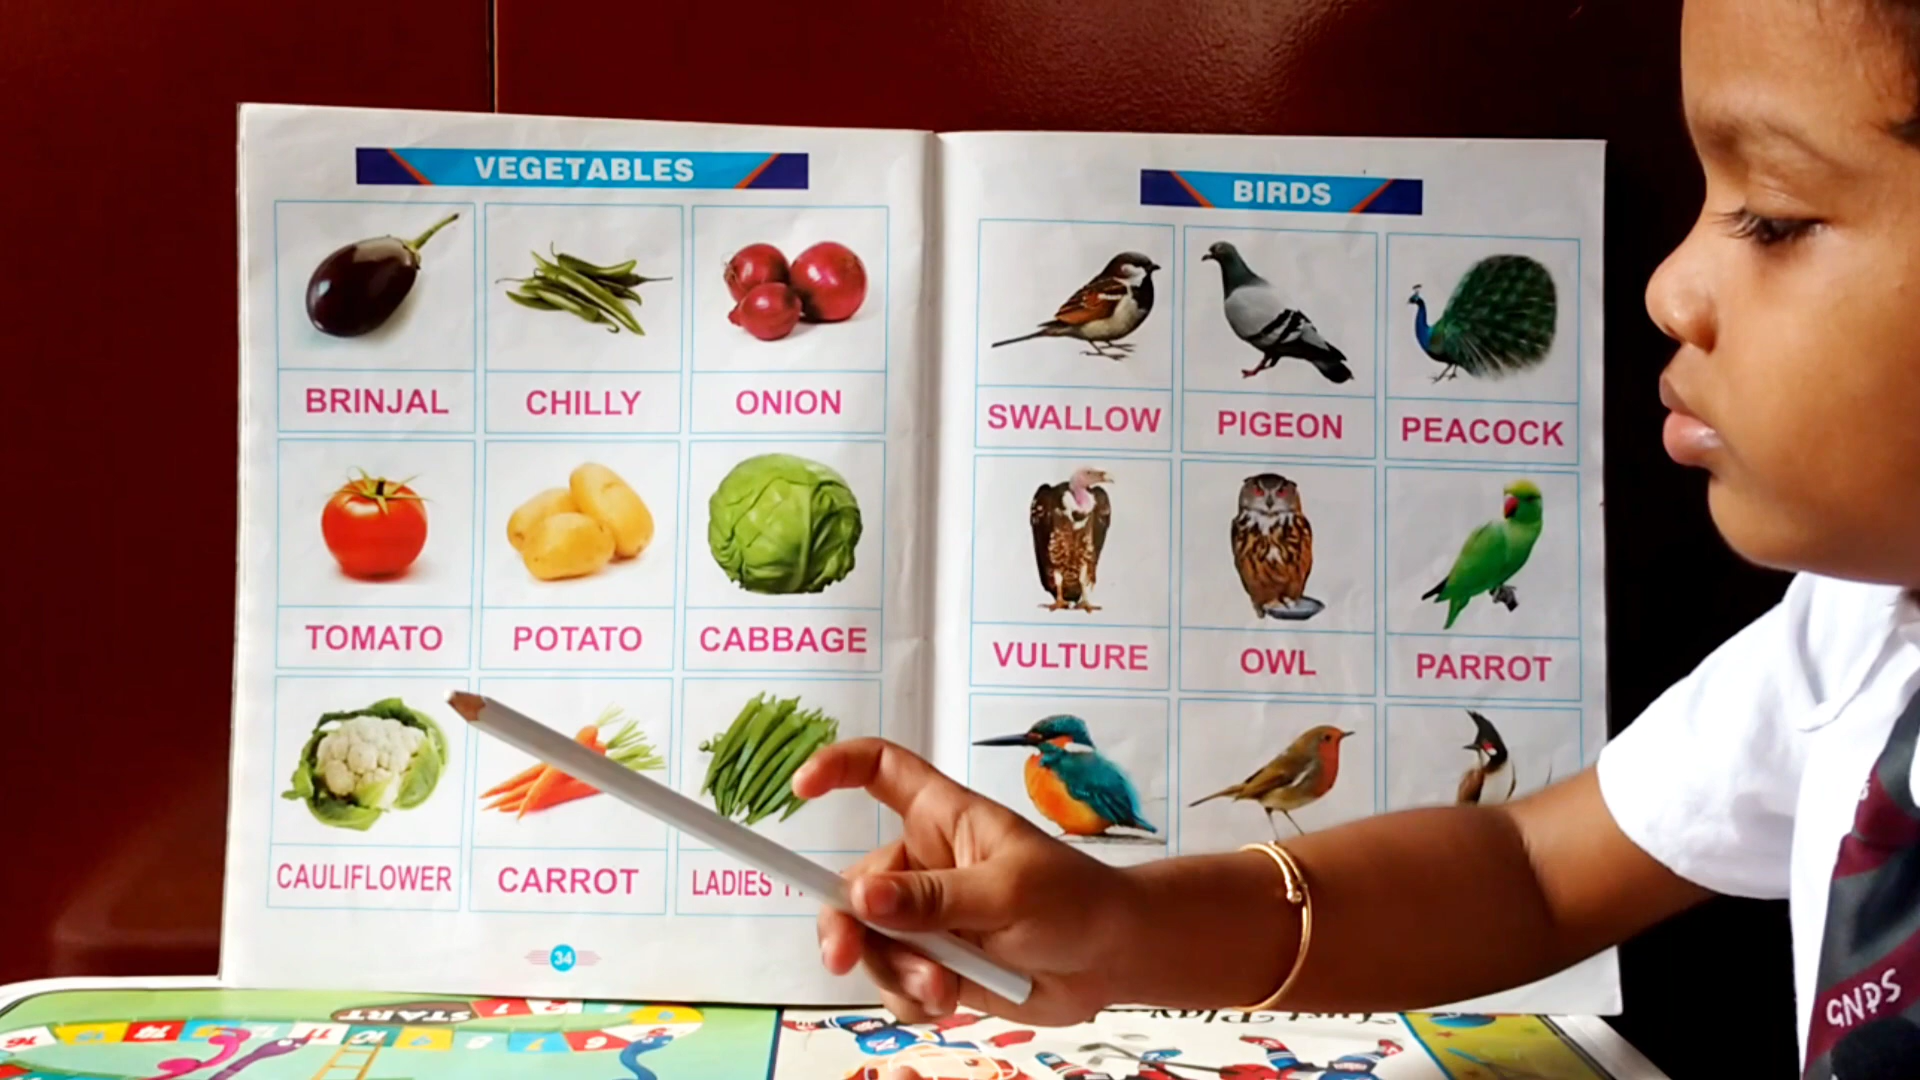 VEGETABLES
BRINJAL
CHILLY
ONION
TOMATO
POTATO
CABBAGE
CAULIFLOWER
CARROT
LADIES
34
BIRDS
SWALLOW
PIGEON
PEACOCK
VULTURE
OWL
PARROT
GNPS
START